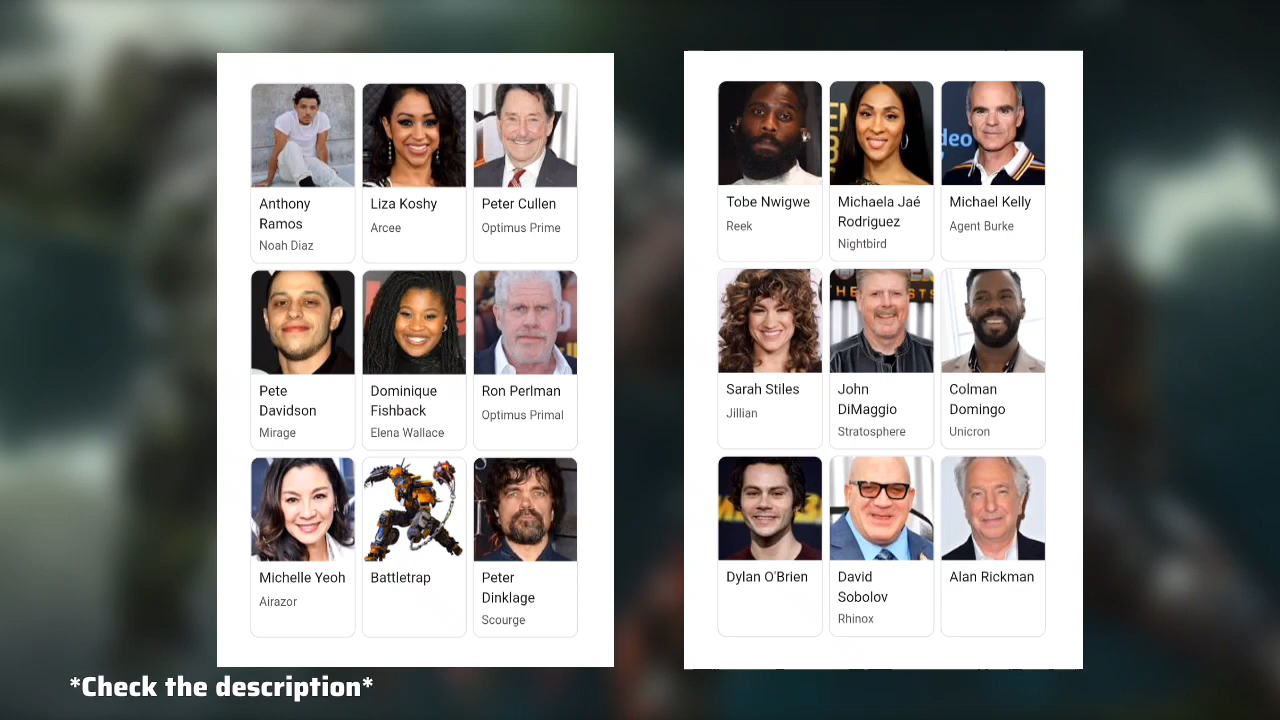 Anthony
Ramos
Noah Diaz
Liza Koshy
Arcee
Peter Cullen
Optimus Prime
Pete
Davidson
Mirage
Dominique
Fishback
Elena Wallace
Ron Perlman
Optimus Primal
Michelle Yeoh
Airazor
Battletrap
Peter
Dinklage
Scourge
Tobe Nwigwe
Reek
Michaela Jaé
Rodriguez
Nightbird
deo
Michael Kelly
Agent Burke
Sarah Stiles
Jillian
John
DiMaggio
Stratosphere
Colman
Domingo
Unicron
Dylan O'Brien
David
Sobolov
Rhinox
Alan Rickman
*Check the description*